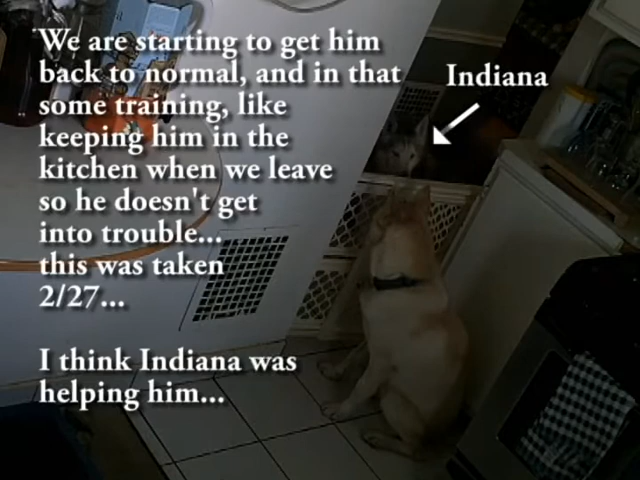 We are starting to get him
back to normal, and in that
some training, like
keeping him in the
kitchen when we leave
so he doesn't get
into trouble...
this was taken
2/27...
I think Indiana was
helping him...
Indiana